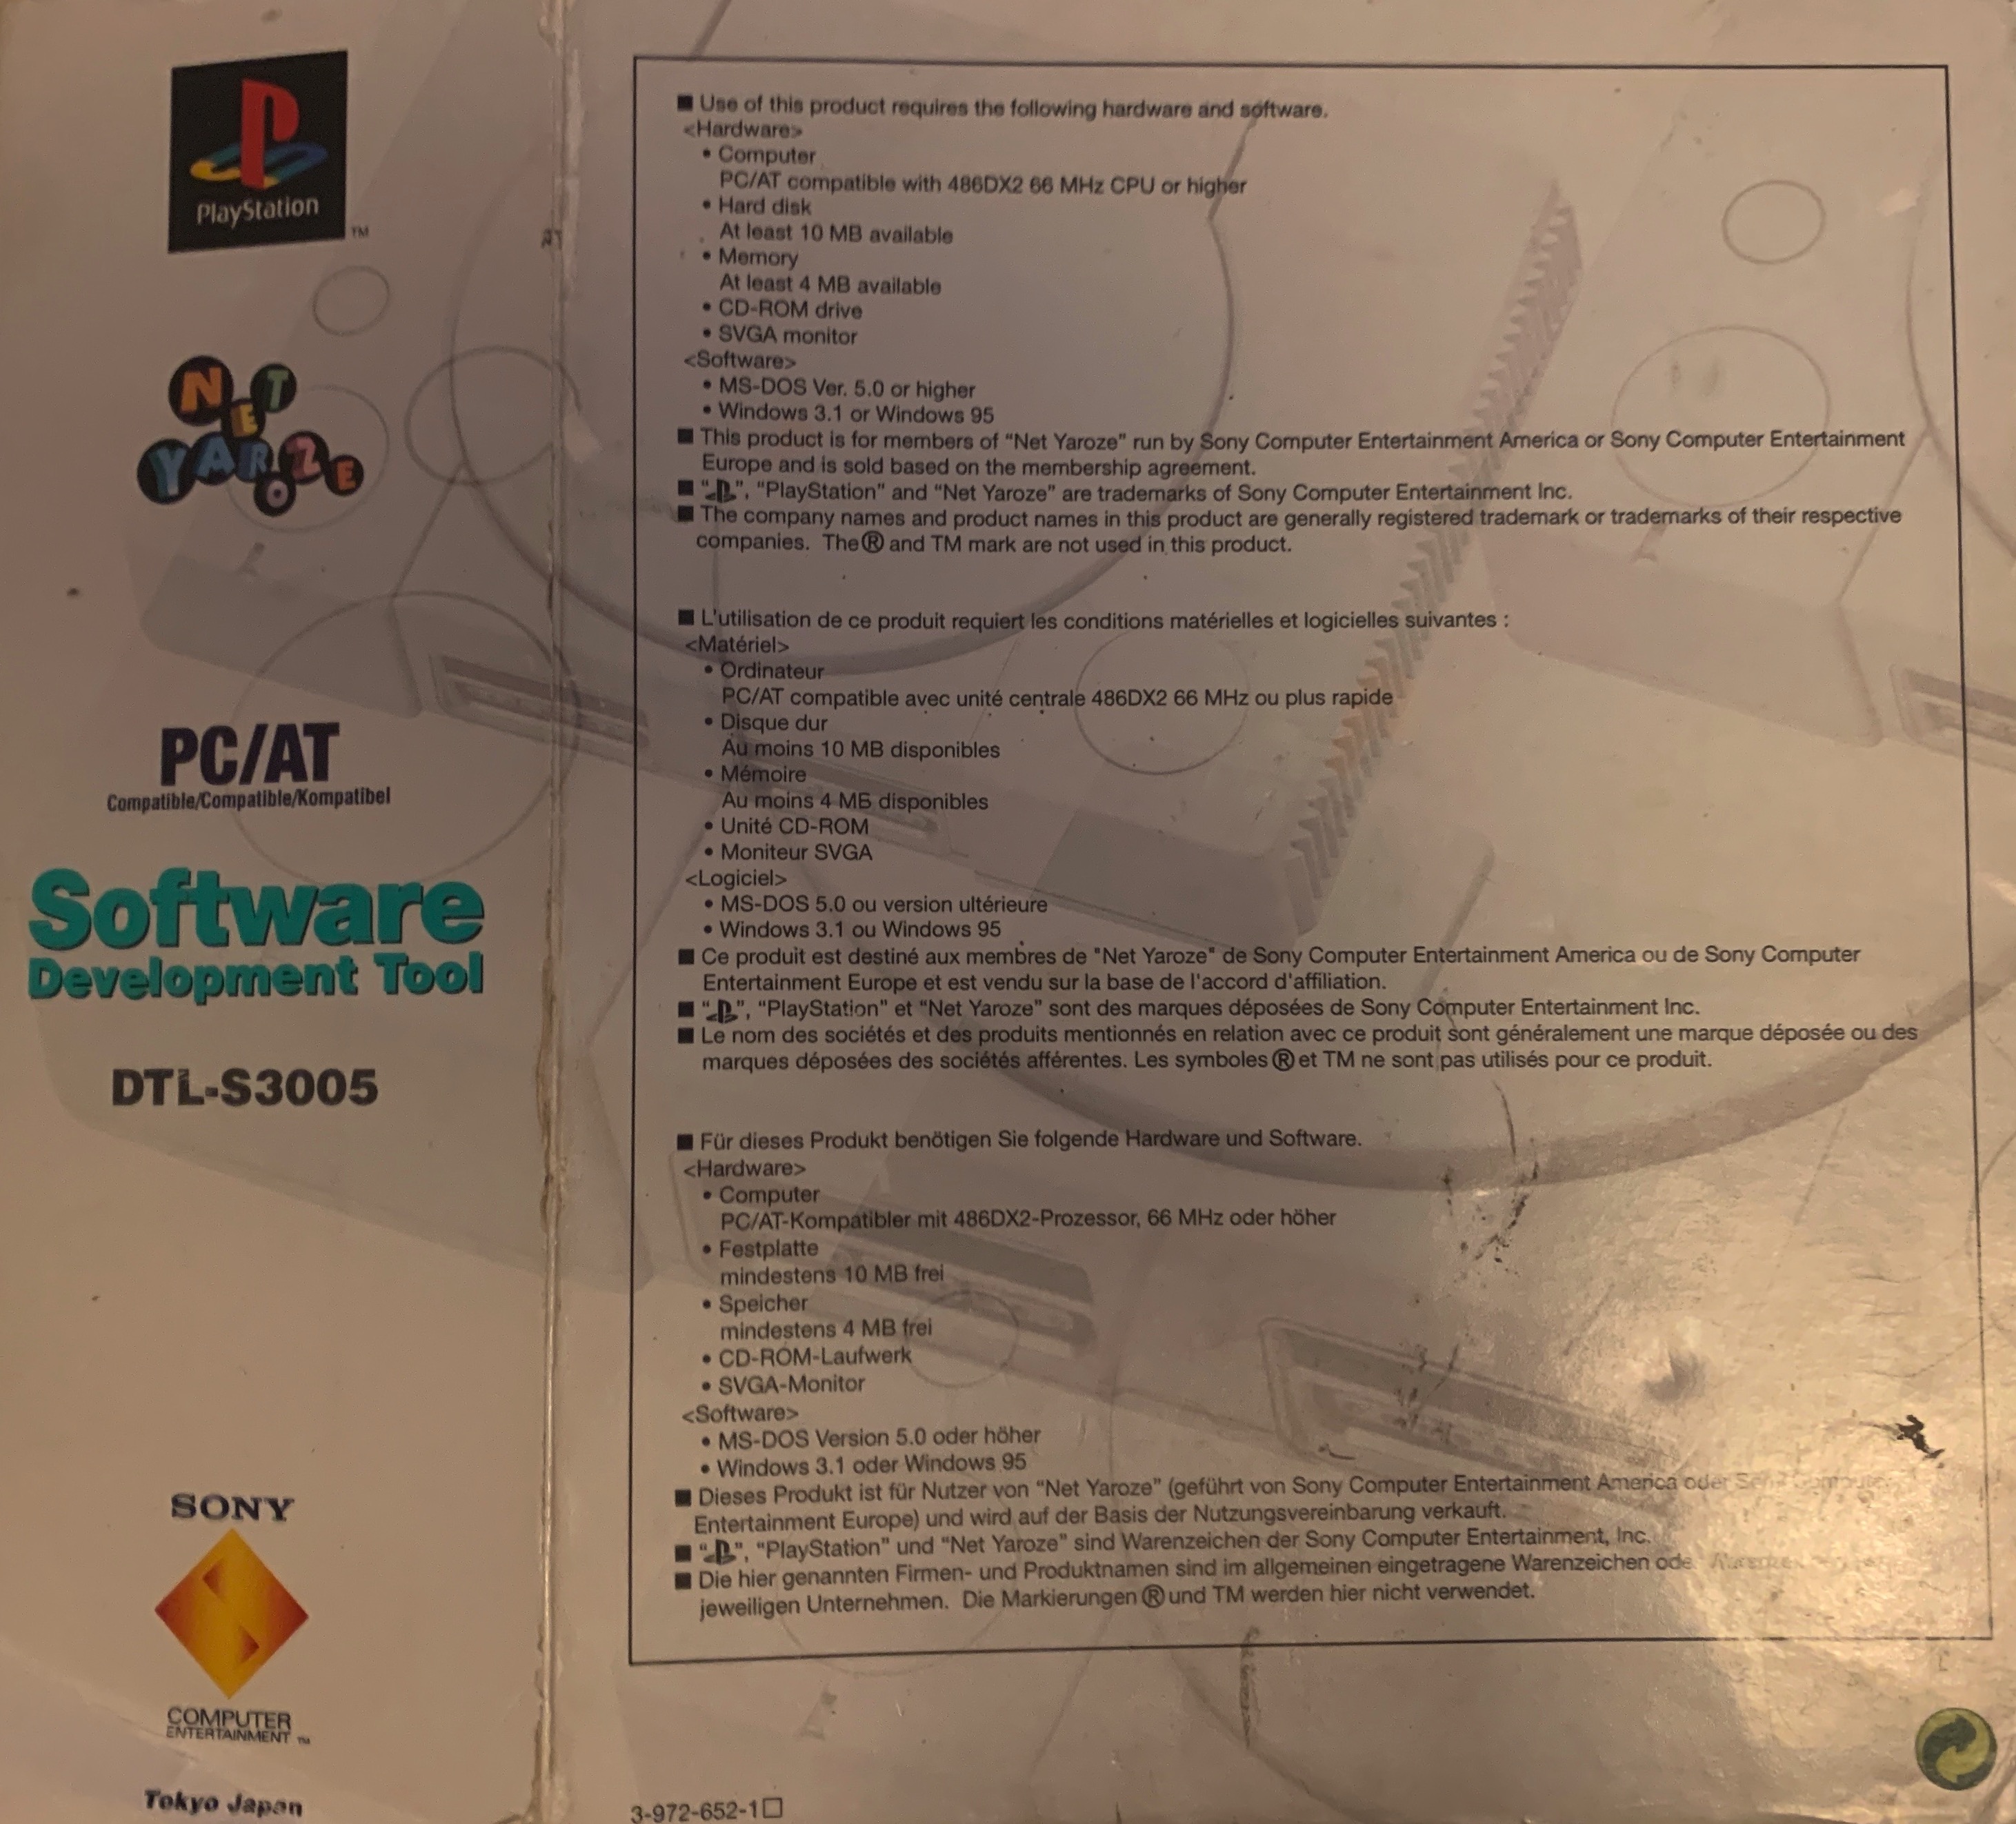 PlayStation
TM
NET
YAROZE
PC/AT
Compatible/Compatible/Kompatibel
Software
Development Tool
DTL-S3005
SONY
COMPUTER
ENTERTAINMENT TM
Tokyo Japan
■ Use of this product requires the following hardware and software.
<Hardware>
• Computer
PC/AT compatible with 486DX2 66 MHz CPU or higher
• Hard disk
At least 10 MB available
• Memory
At least 4 MB available
• CD-ROM drive
• SVGA monitor
<Software>
• MS-DOS Ver. 5.0 or higher
• Windows 3.1 or Windows 95
■ This product is for members of “Net Yaroze” run by Sony Computer Entertainment America or Sony Computer Entertainment
Europe and is sold based on the membership agreement.
■ “ ”, “PlayStation” and “Net Yaroze” are trademarks of Sony Computer Entertainment Inc.
■ The company names and product names in this product are generally registered trademark or trademarks of their respective
companies. The ® and TM mark are not used in this product.
■ L'utilisation de ce produit requiert les conditions matérielles et logicielles suivantes :
<Matériel>
• Ordinateur
PC/AT compatible avec unité centrale 486DX2 66 MHz ou plus rapide
• Disque dur
Au moins 10 MB disponibles
• Mémoire
Au moins 4 MB disponibles
• Unité CD-ROM
• Moniteur SVGA
<Logiciel>
• MS-DOS 5.0 ou version ultérieure
• Windows 3.1 ou Windows 95
■ Ce produit est destiné aux membres de "Net Yaroze" de Sony Computer Entertainment America ou de Sony Computer
Entertainment Europe et est vendu sur la base de l'accord d'affiliation.
■ “ ”, “PlayStation” et “Net Yaroze” sont des marques déposées de Sony Computer Entertainment Inc.
■ Le nom des sociétés et des produits mentionnés en relation avec ce produit sont généralement une marque déposée ou des
marques déposées des sociétés afférentes. Les symboles ® et TM ne sont pas utilisés pour ce produit.
■ Für dieses Produkt benötigen Sie folgende Hardware und Software.
<Hardware>
• Computer
PC/AT-Kompatibler mit 486DX2-Prozessor, 66 MHz oder höher
• Festplatte
mindestens 10 MB frei
• Speicher
mindestens 4 MB frei
• CD-ROM-Laufwerk
• SVGA-Monitor
<Software>
• MS-DOS Version 5.0 oder höher
• Windows 3.1 oder Windows 95
■ Dieses Produkt ist für Nutzer von “Net Yaroze” (geführt von Sony Computer Entertainment America oder Sony Computer
Entertainment Europe) und wird auf der Basis der Nutzungsvereinbarung verkauft.
■ “ ”, “PlayStation” und “Net Yaroze” sind Warenzeichen der Sony Computer Entertainment, Inc.
■ Die hier genannten Firmen- und Produktnamen sind im allgemeinen eingetragene Warenzeichen
jeweiligen Unternehmen. Die Markierungen ® und TM werden hier nicht verwendet.
3-972-652-1□